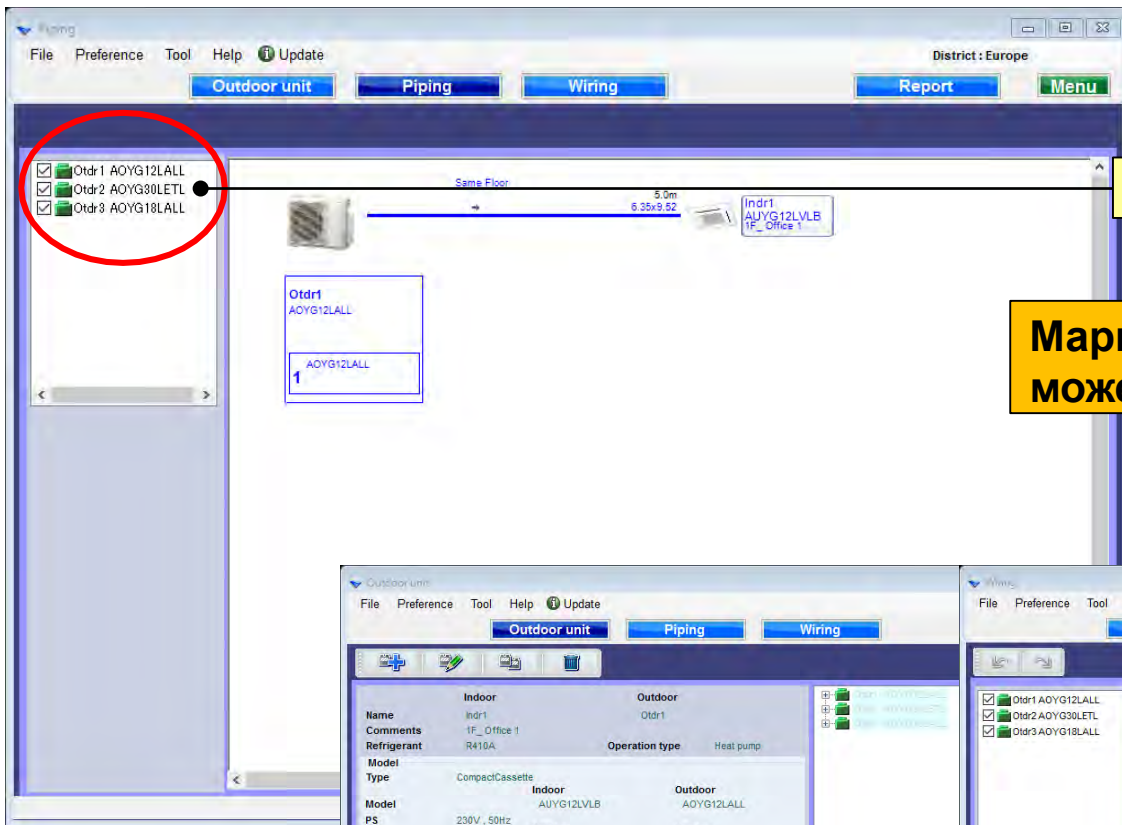 Piping
File Preference Tool Help Update
District : Europe
Outdoor unit Piping Wiring Report Menu
Otdr1 AOYG12LALL
Otdr2 AOYG30LETL
Otdr3 AOYG18LALL
Same Floor
5.0m
6.35x9.52
Indr1
AUYG12LVLB
1F_ Office 1
Otdr1
AOYG12LALL
AOYG12LALL
1
Outdoor unit
File Preference Tool Help Update
Outdoor unit Piping Wiring
Indoor Outdoor
Name Indr1 Otdr1
Comments 1F_ Office 1
Refrigerant R410A Operation type Heat pump
Model
Type CompactCassette
Indoor Outdoor
Model AUYG12LVLB AOYG12LALL
PS 230V , 50Hz
Wiring
File Preference Tool
Otdr1 AOYG12LALL
Otdr2 AOYG30LETL
Otdr3 AOYG18LALL